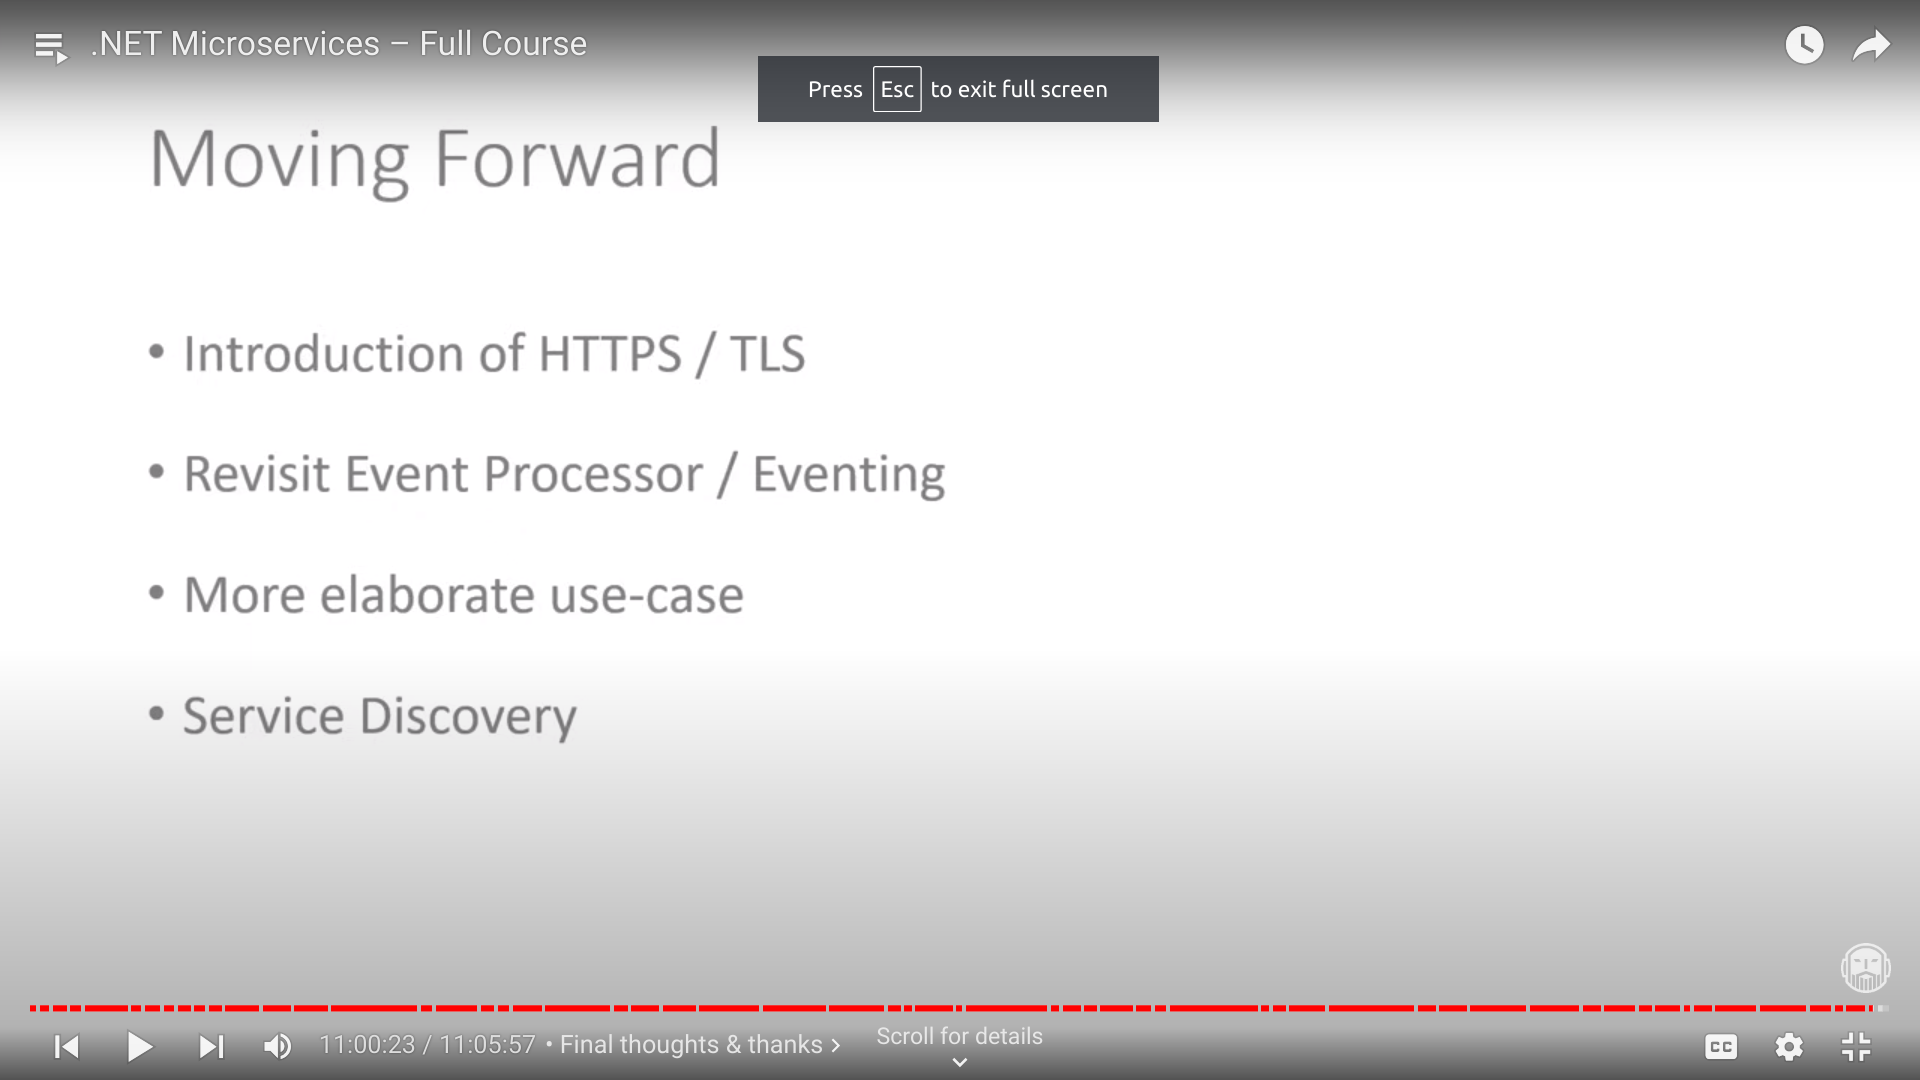 .NET Microservices – Full Course
Press Esc to exit full screen
Moving Forward
• Introduction of HTTPS / TLS
• Revisit Event Processor / Eventing
• More elaborate use-case
• Service Discovery
11:00:23 / 11:05:57 • Final thoughts & thanks ›
Scroll for details
CC